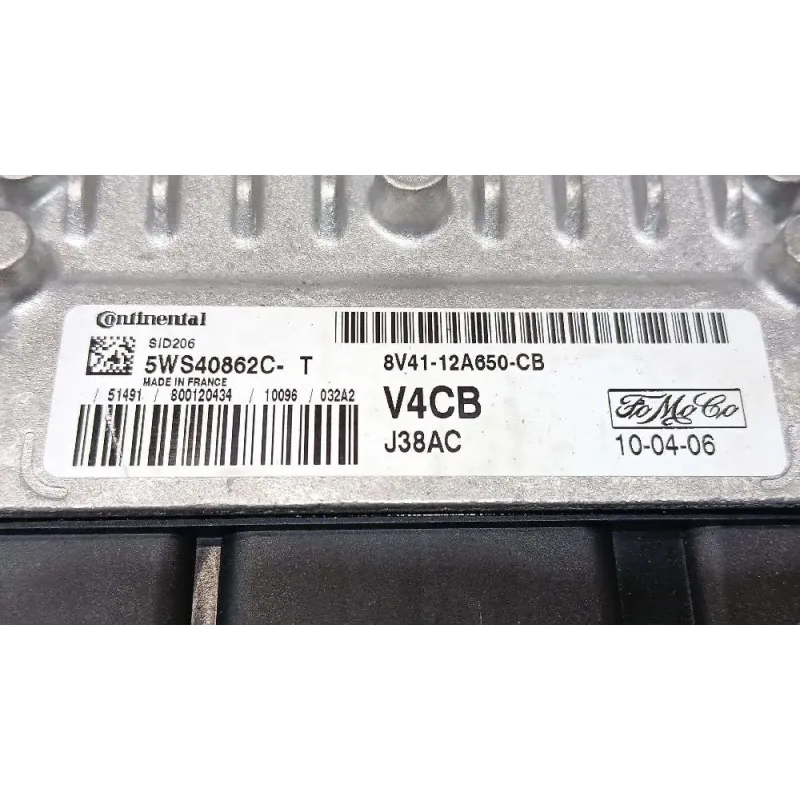 Continental
SID206
5WS40862C- T
MADE IN FRANCE
/ 51491 / 800120434 / 10096 / 032A2
8V41-12A650-CB
V4CB
J38AC
FoMoCo
10-04-06